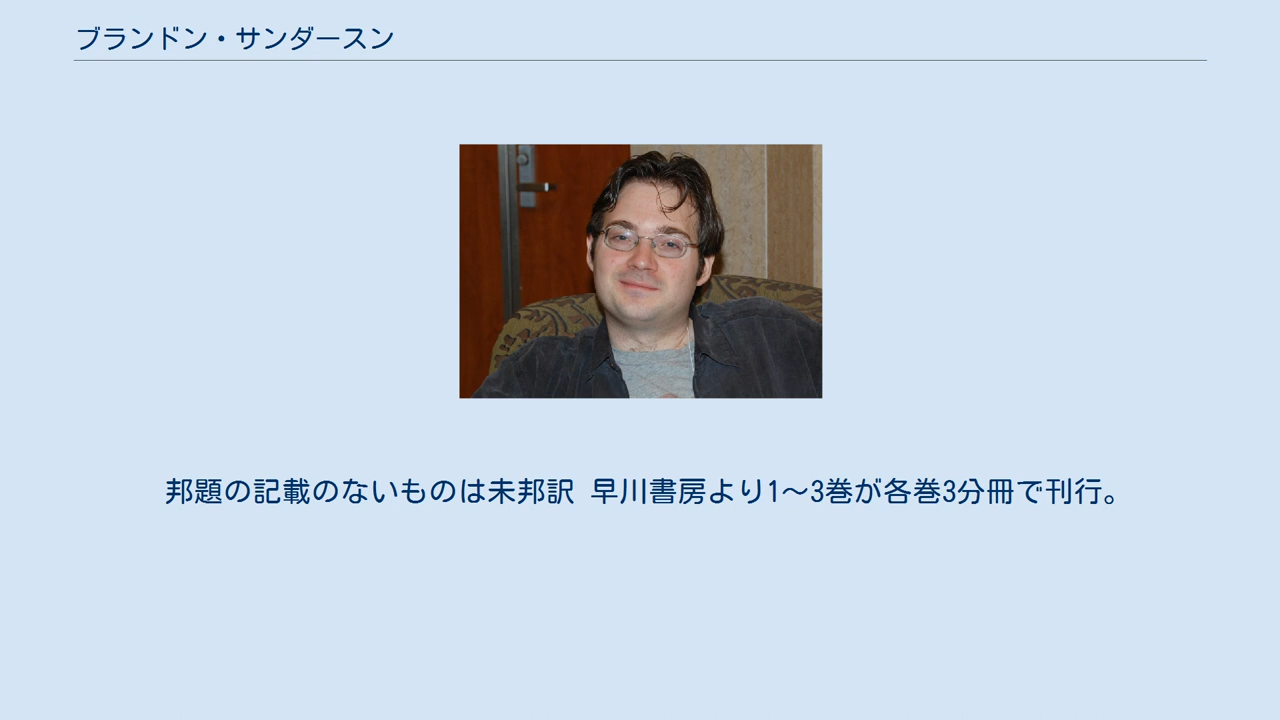 ブランドン・サンダースン
邦題の記載のないものは未邦訳 早川書房より1～3巻が各巻3分冊で刊行。